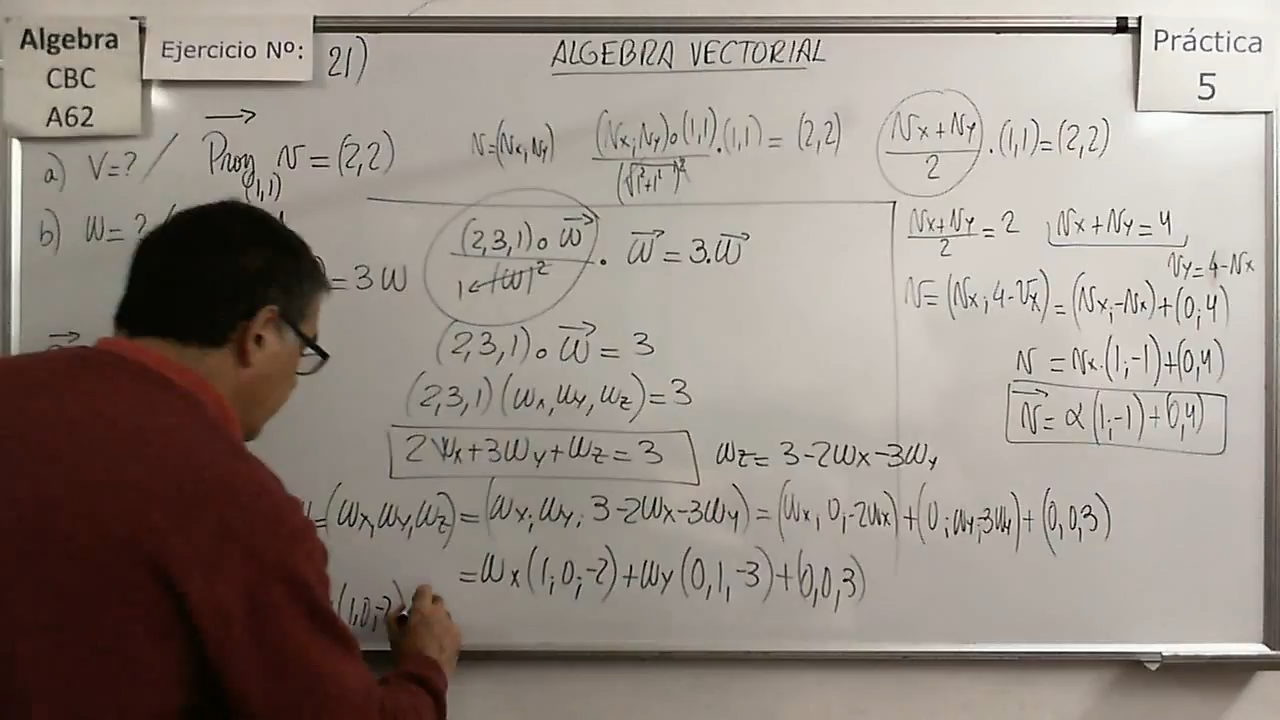 Algebra
CBC
A62
Ejercicio Nº:
21)
ALGEBRA VECTORIAL
Práctica
5
a) V=? / Proy(1,1) v = (2,2)
v=(vx, vy)
(vx, vy)∘(1,1) / (√1²+1²)² . (1,1) = (2,2)
vx + vy / 2 . (1,1) = (2,2)
b) W= ?
= 3W
(2,3,1)∘w . w = 3.w
(2,3,1)∘w = 3
(2,3,1)(wx, wy, wz) = 3
2wx+3wy+wz = 3
wz = 3-2wx-3wy
=(wx, wy, wz) = (wx, wy, 3-2wx-3wy) = (wx, 0, -2wx) + (0, wy, -3wy) + (0,0,3)
= wx(1, 0, -2) + wy(0,1,-3) + (0,0,3)
(1,0,-2)
vx+vy / 2 = 2
vx + vy = 4
vy = 4-vx
v = (vx, 4-vx) = (vx, -vx) + (0,4)
v = vx.(1,-1) + (0,4)
v = α(1,-1) + (0,4)